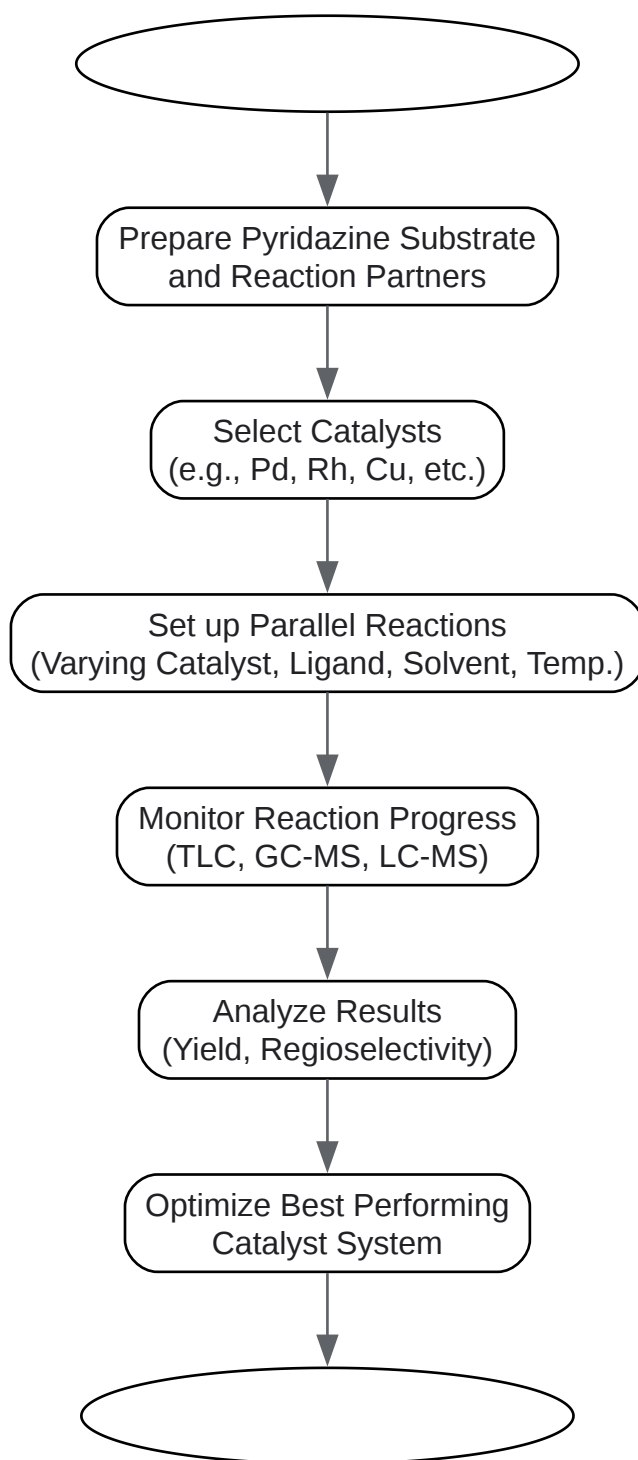 Prepare Pyridazine Substrate
and Reaction Partners
Select Catalysts
(e.g., Pd, Rh, Cu, etc.)
Set up Parallel Reactions
(Varying Catalyst, Ligand, Solvent, Temp.)
Monitor Reaction Progress
(TLC, GC-MS, LC-MS)
Analyze Results
(Yield, Regioselectivity)
Optimize Best Performing
Catalyst System